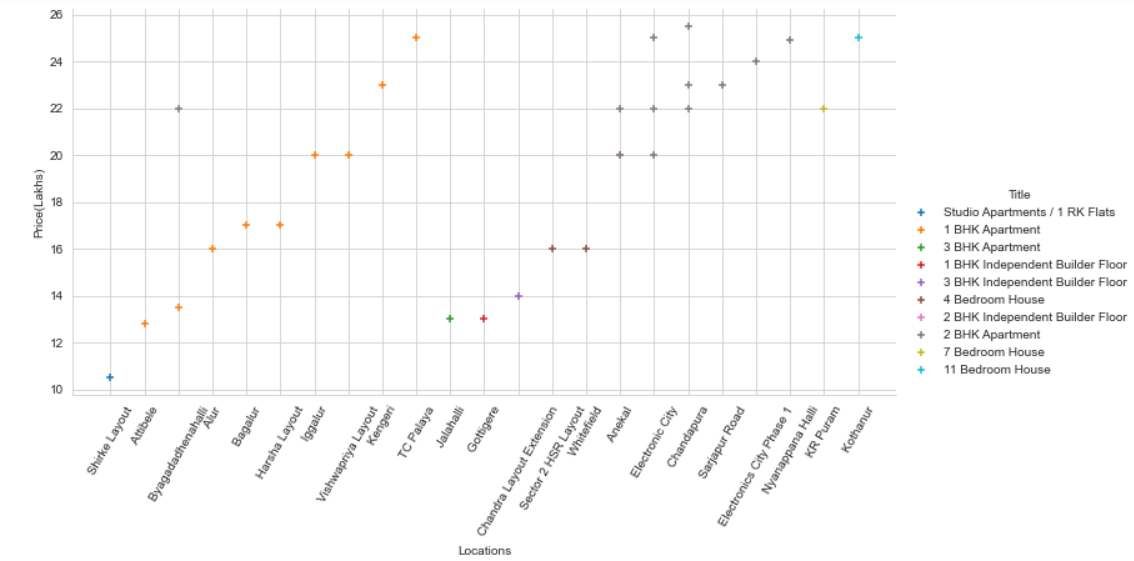 26
24
22
20
18
16
14
12
10
Price(Lakhs)
Shirke Layout
Attibele
Byagadadhenahalli
Alur
Bagalur
Harsha Layout
Iggalur
Vishwapriya Layout
Kengeri
TC Palaya
Jalahalli
Gottigere
Chandra Layout Extension
Sector 2 HSR Layout
Whitefield
Anekal
Electronic City
Chandapura
Sarjapur Road
Electronics City Phase 1
Nyanappana Halli
KR Puram
Kothanur
Locations
Title
Studio Apartments / 1 RK Flats
1 BHK Apartment
3 BHK Apartment
1 BHK Independent Builder Floor
3 BHK Independent Builder Floor
4 Bedroom House
2 BHK Independent Builder Floor
2 BHK Apartment
7 Bedroom House
11 Bedroom House